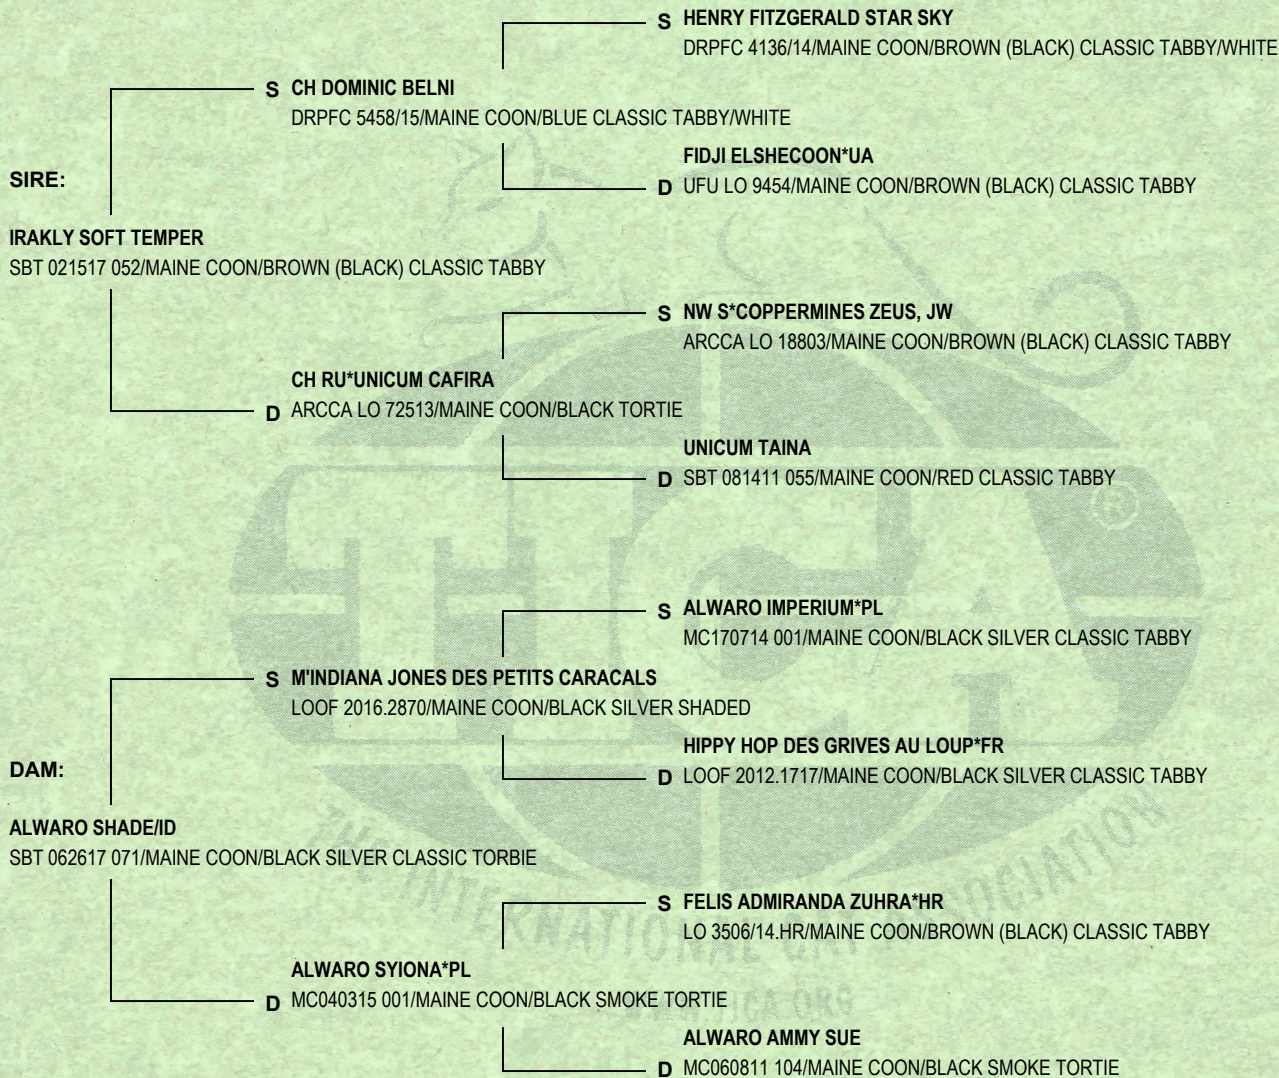 S HENRY FITZGERALD STAR SKY
DRPFC 4136/14/MAINE COON/BROWN (BLACK) CLASSIC TABBY/WHITE
S CH DOMINIC BELNI
DRPFC 5458/15/MAINE COON/BLUE CLASSIC TABBY/WHITE
FIDJI ELSHECOON*UA
D UFU LO 9454/MAINE COON/BROWN (BLACK) CLASSIC TABBY
SIRE:
IRAKLY SOFT TEMPER
SBT 021517 052/MAINE COON/BROWN (BLACK) CLASSIC TABBY
S NW S*COPPERMINES ZEUS, JW
ARCCA LO 18803/MAINE COON/BROWN (BLACK) CLASSIC TABBY
CH RU*UNICUM CAFIRA
D ARCCA LO 72513/MAINE COON/BLACK TORTIE
UNICUM TAINA
D SBT 081411 055/MAINE COON/RED CLASSIC TABBY
S ALWARO IMPERIUM*PL
MC170714 001/MAINE COON/BLACK SILVER CLASSIC TABBY
S M'INDIANA JONES DES PETITS CARACALS
LOOF 2016.2870/MAINE COON/BLACK SILVER SHADED
HIPPY HOP DES GRIVES AU LOUP*FR
D LOOF 2012.1717/MAINE COON/BLACK SILVER CLASSIC TABBY
DAM:
ALWARO SHADE/ID
SBT 062617 071/MAINE COON/BLACK SILVER CLASSIC TORBIE
S FELIS ADMIRANDA ZUHRA*HR
LO 3506/14.HR/MAINE COON/BROWN (BLACK) CLASSIC TABBY
ALWARO SYIONA*PL
D MC040315 001/MAINE COON/BLACK SMOKE TORTIE
ALWARO AMMY SUE
D MC060811 104/MAINE COON/BLACK SMOKE TORTIE
TICA ®
THE INTERNATIONAL CAT ASSOCIATION
WWW.TICA.ORG